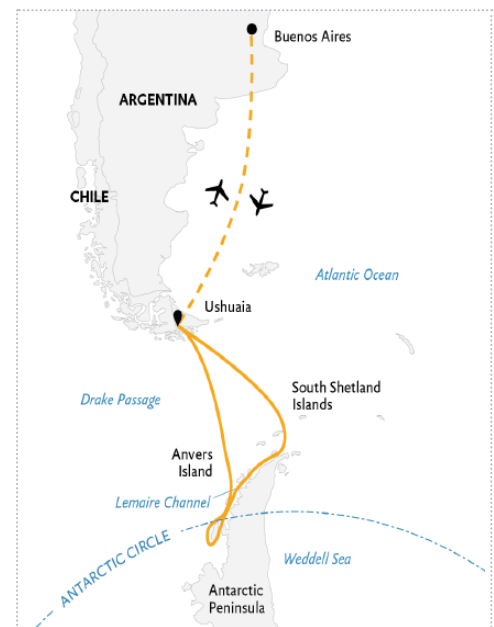 Buenos Aires
ARGENTINA
CHILE
Atlantic Ocean
Ushuaia
Drake Passage
South Shetland
Islands
Anvers
Island
Lemaire Channel
ANTARCTIC CIRCLE
Weddell Sea
Antarctic
Peninsula